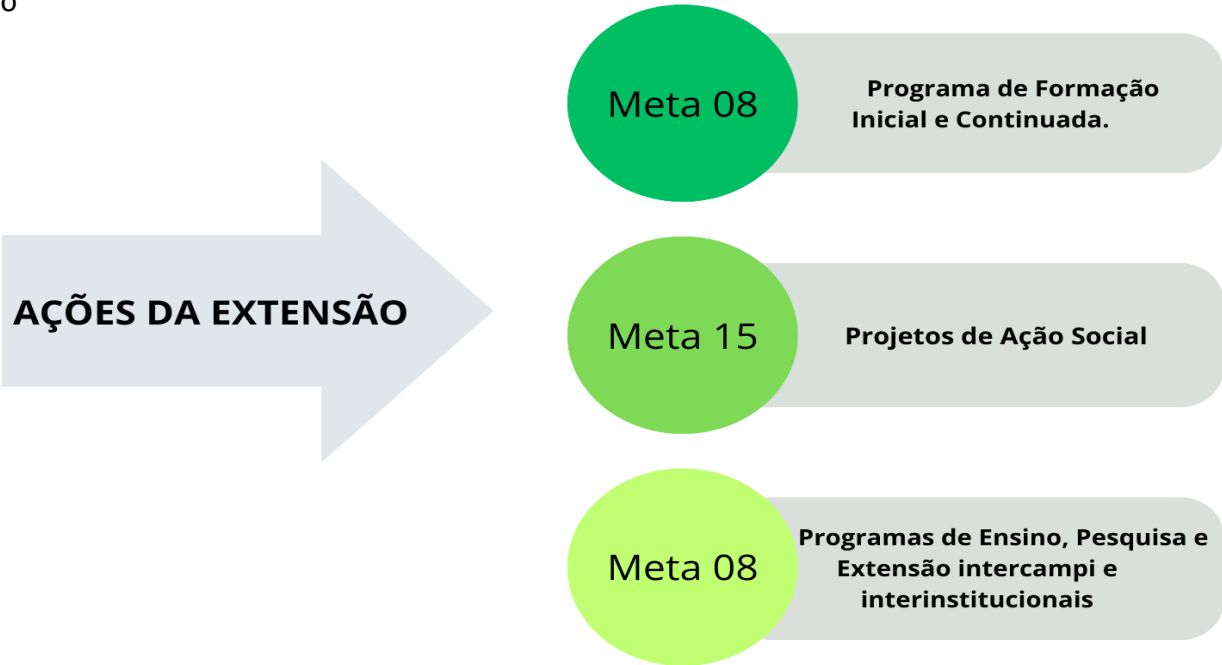 o
Meta 08
Programa de Formação
Inicial e Continuada.
AÇÕES DA EXTENSÃO
Meta 15
Projetos de Ação Social
Meta 08
Programas de Ensino, Pesquisa e
Extensão intercampi e
interinstitucionais